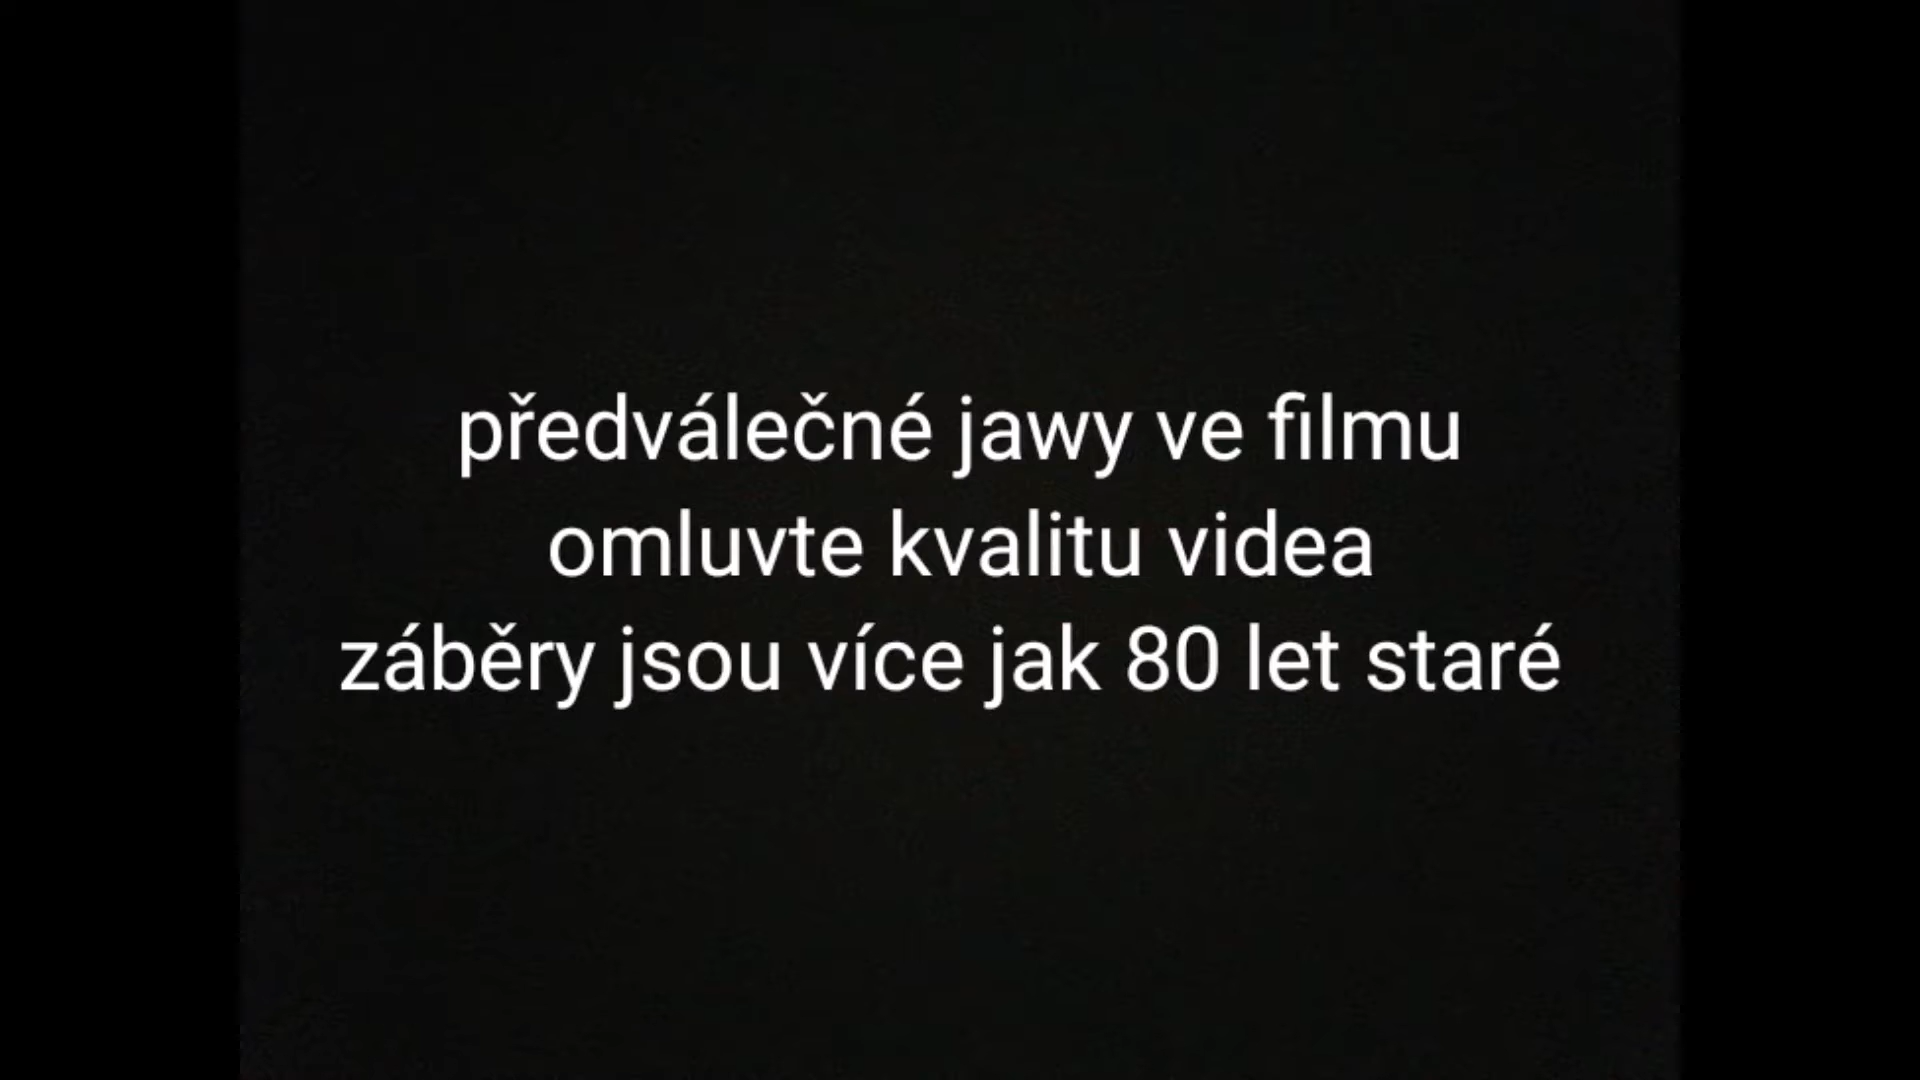 předválečné jawy ve filmu
omluvte kvalitu videa
záběry jsou více jak 80 let staré